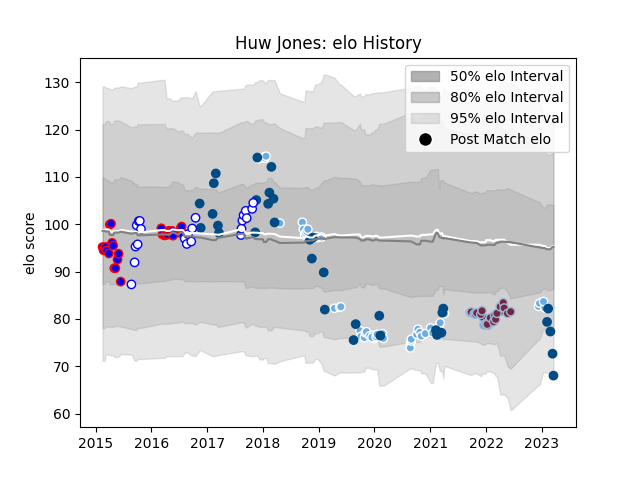 Huw Jones: elo History
50% elo Interval
80% elo Interval
95% elo Interval
Post Match elo
elo score
130
120
110
100
90
80
70
60
2015 2016 2017 2018 2019 2020 2021 2022 2023